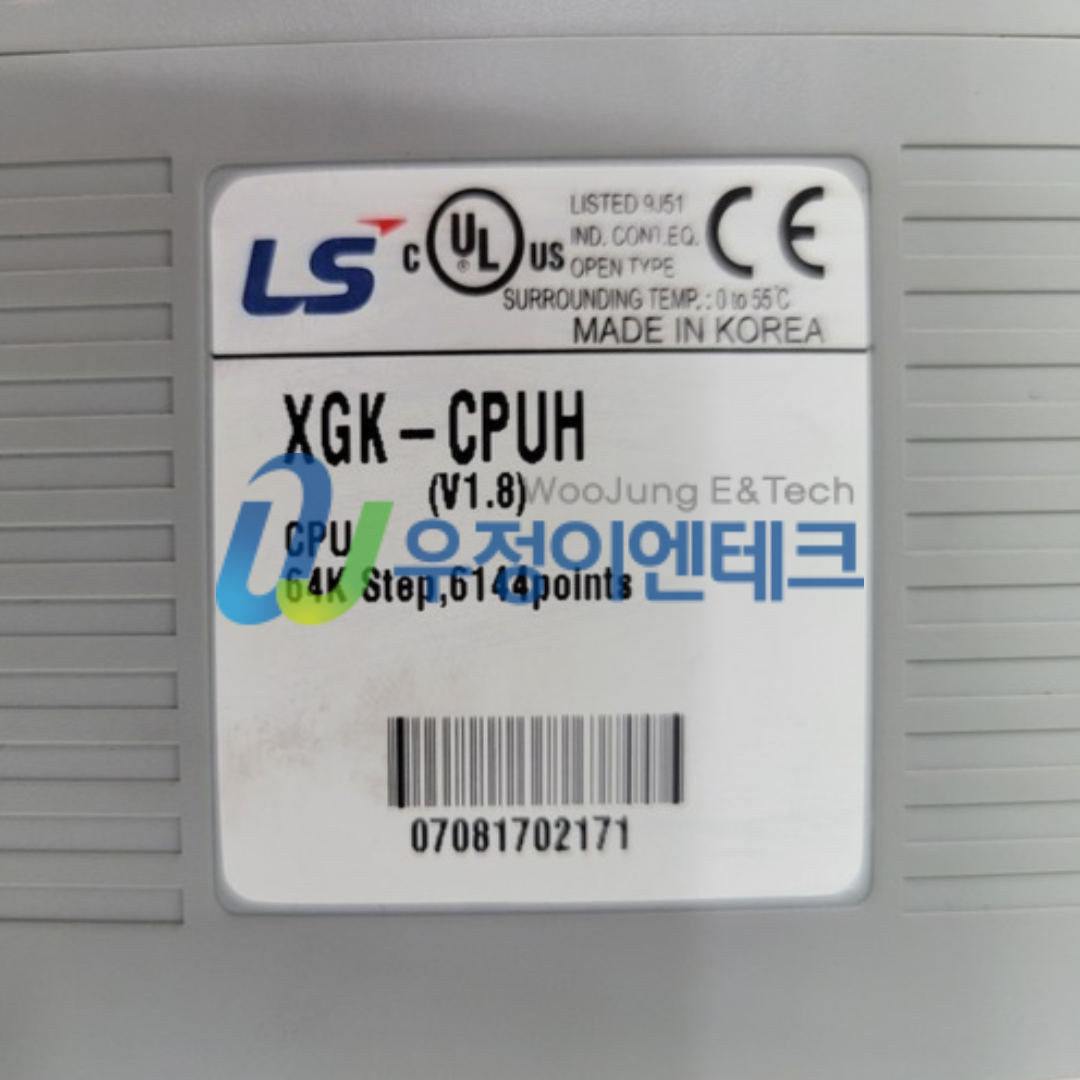 LS
C UL ® US
LISTED 9J51
IND. CONT.EQ.
OPEN TYPE
CE
SURROUNDING TEMP. : 0 to 55℃
MADE IN KOREA
XGK-CPUH
(V1.8)
WooJung E&Tech
우정이엔테크
CPU
64K Step,6144points
07081702171